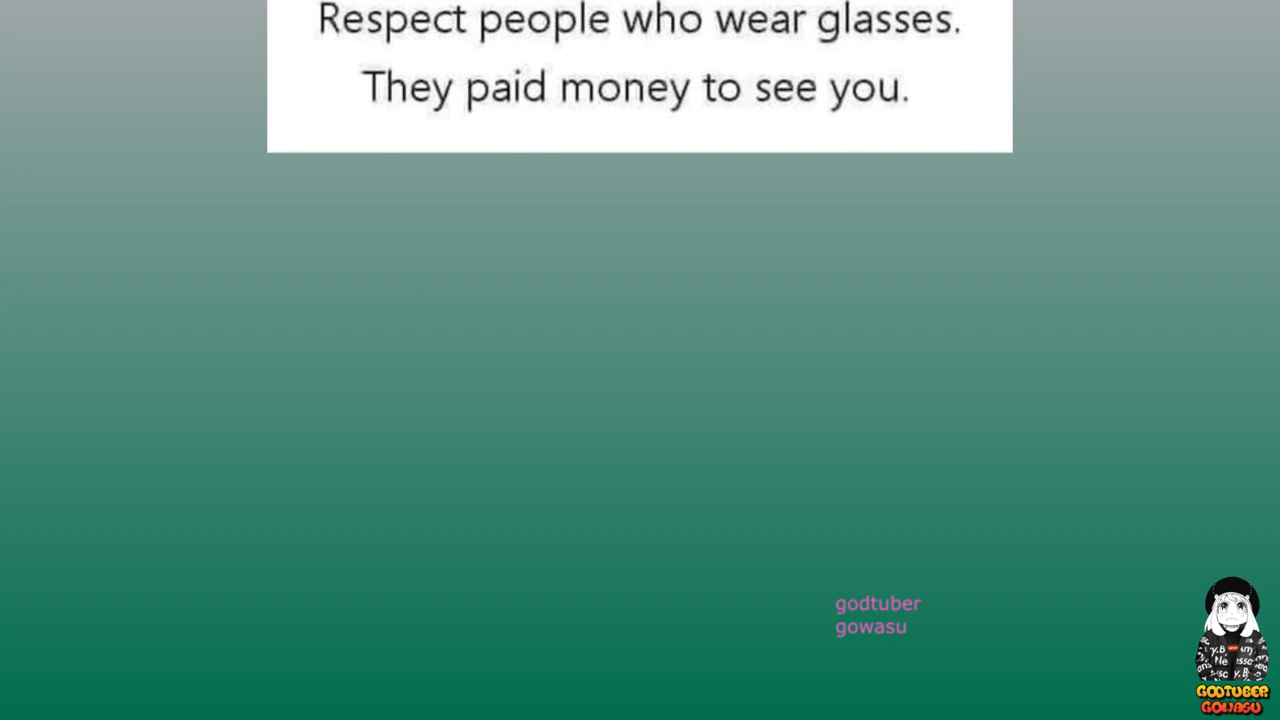 Respect people who wear glasses.
They paid money to see you.
godtuber
gowasu
GODTUBER
GOWASU